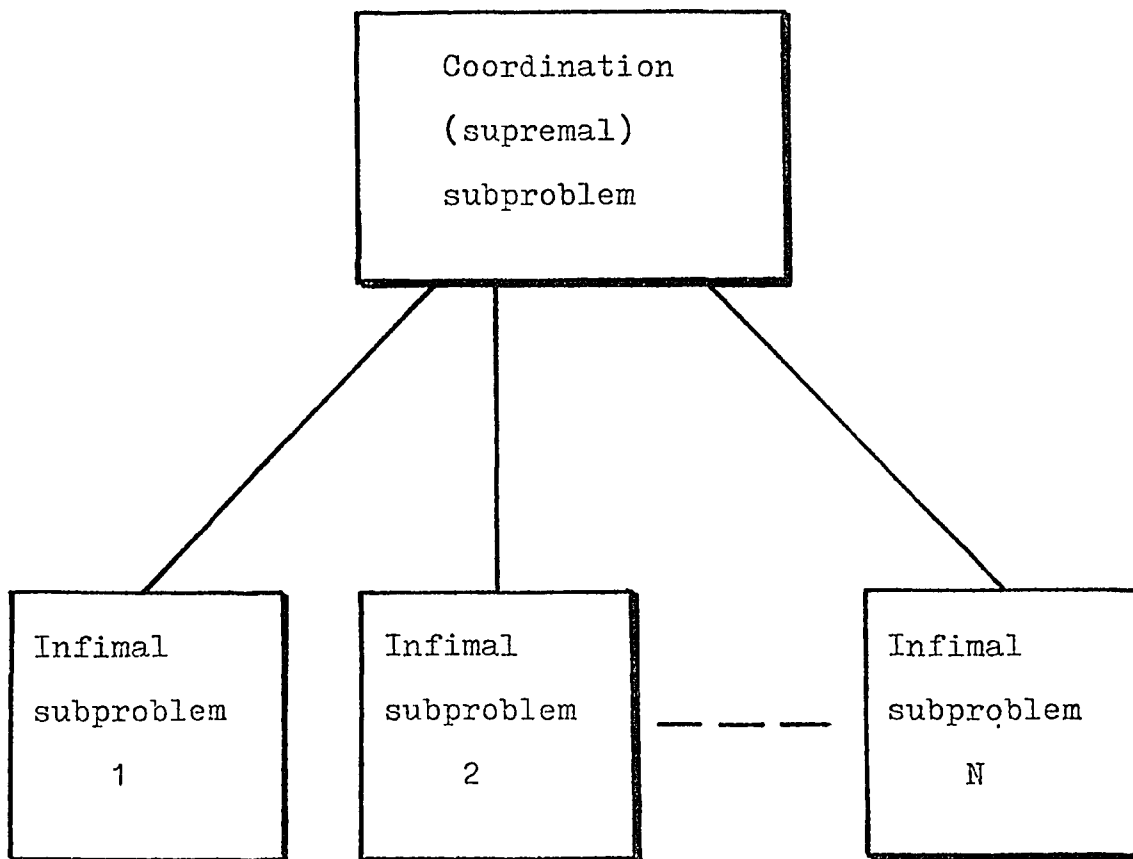 Coordination
(supremal)
subproblem
Infimal
subproblem
1
Infimal
subproblem
2
Infimal
subproblem
N